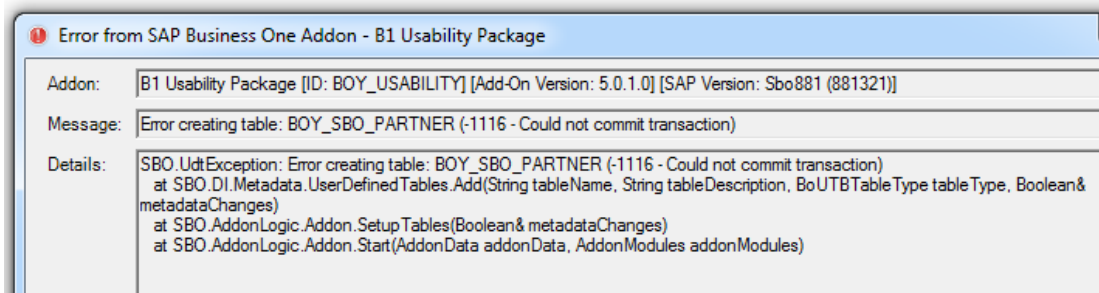 Error from SAP Business One Addon - B1 Usability Package
Addon: B1 Usability Package [ID: BOY_USABILITY] [Add-On Version: 5.0.1.0] [SAP Version: Sbo881 (881321)]
Message: Error creating table: BOY_SBO_PARTNER (-1116 - Could not commit transaction)
Details: SBO.UdtException: Error creating table: BOY_SBO_PARTNER (-1116 - Could not commit transaction)
at SBO.DI.Metadata.UserDefinedTables.Add(String tableName, String tableDescription, BoUTBTableType tableType, Boolean&
metadataChanges)
at SBO.AddonLogic.Addon.SetupTables(Boolean& metadataChanges)
at SBO.AddonLogic.Addon.Start(AddonData addonData, AddonModules addonModules)